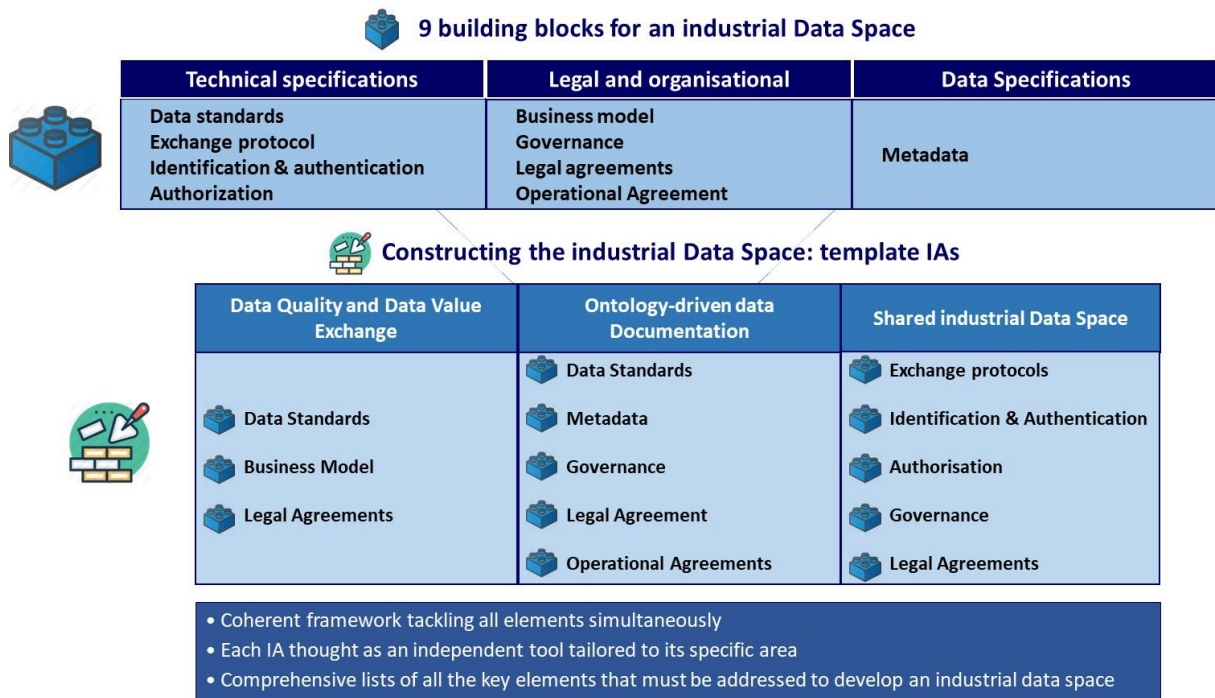 9 building blocks for an industrial Data Space
Technical specifications
Legal and organisational
Data Specifications
Data standards
Exchange protocol
Identification & authentication
Authorization
Business model
Governance
Legal agreements
Operational Agreement
Metadata
Constructing the industrial Data Space: template IAs
Data Quality and Data Value
Exchange
Ontology-driven data
Documentation
Shared industrial Data Space
Data Standards
Business Model
Legal Agreements
Data Standards
Metadata
Governance
Legal Agreement
Operational Agreements
Exchange protocols
Identification & Authentication
Authorisation
Governance
Legal Agreements
• Coherent framework tackling all elements simultaneously
• Each IA thought as an independent tool tailored to its specific area
• Comprehensive lists of all the key elements that must be addressed to develop an industrial data space